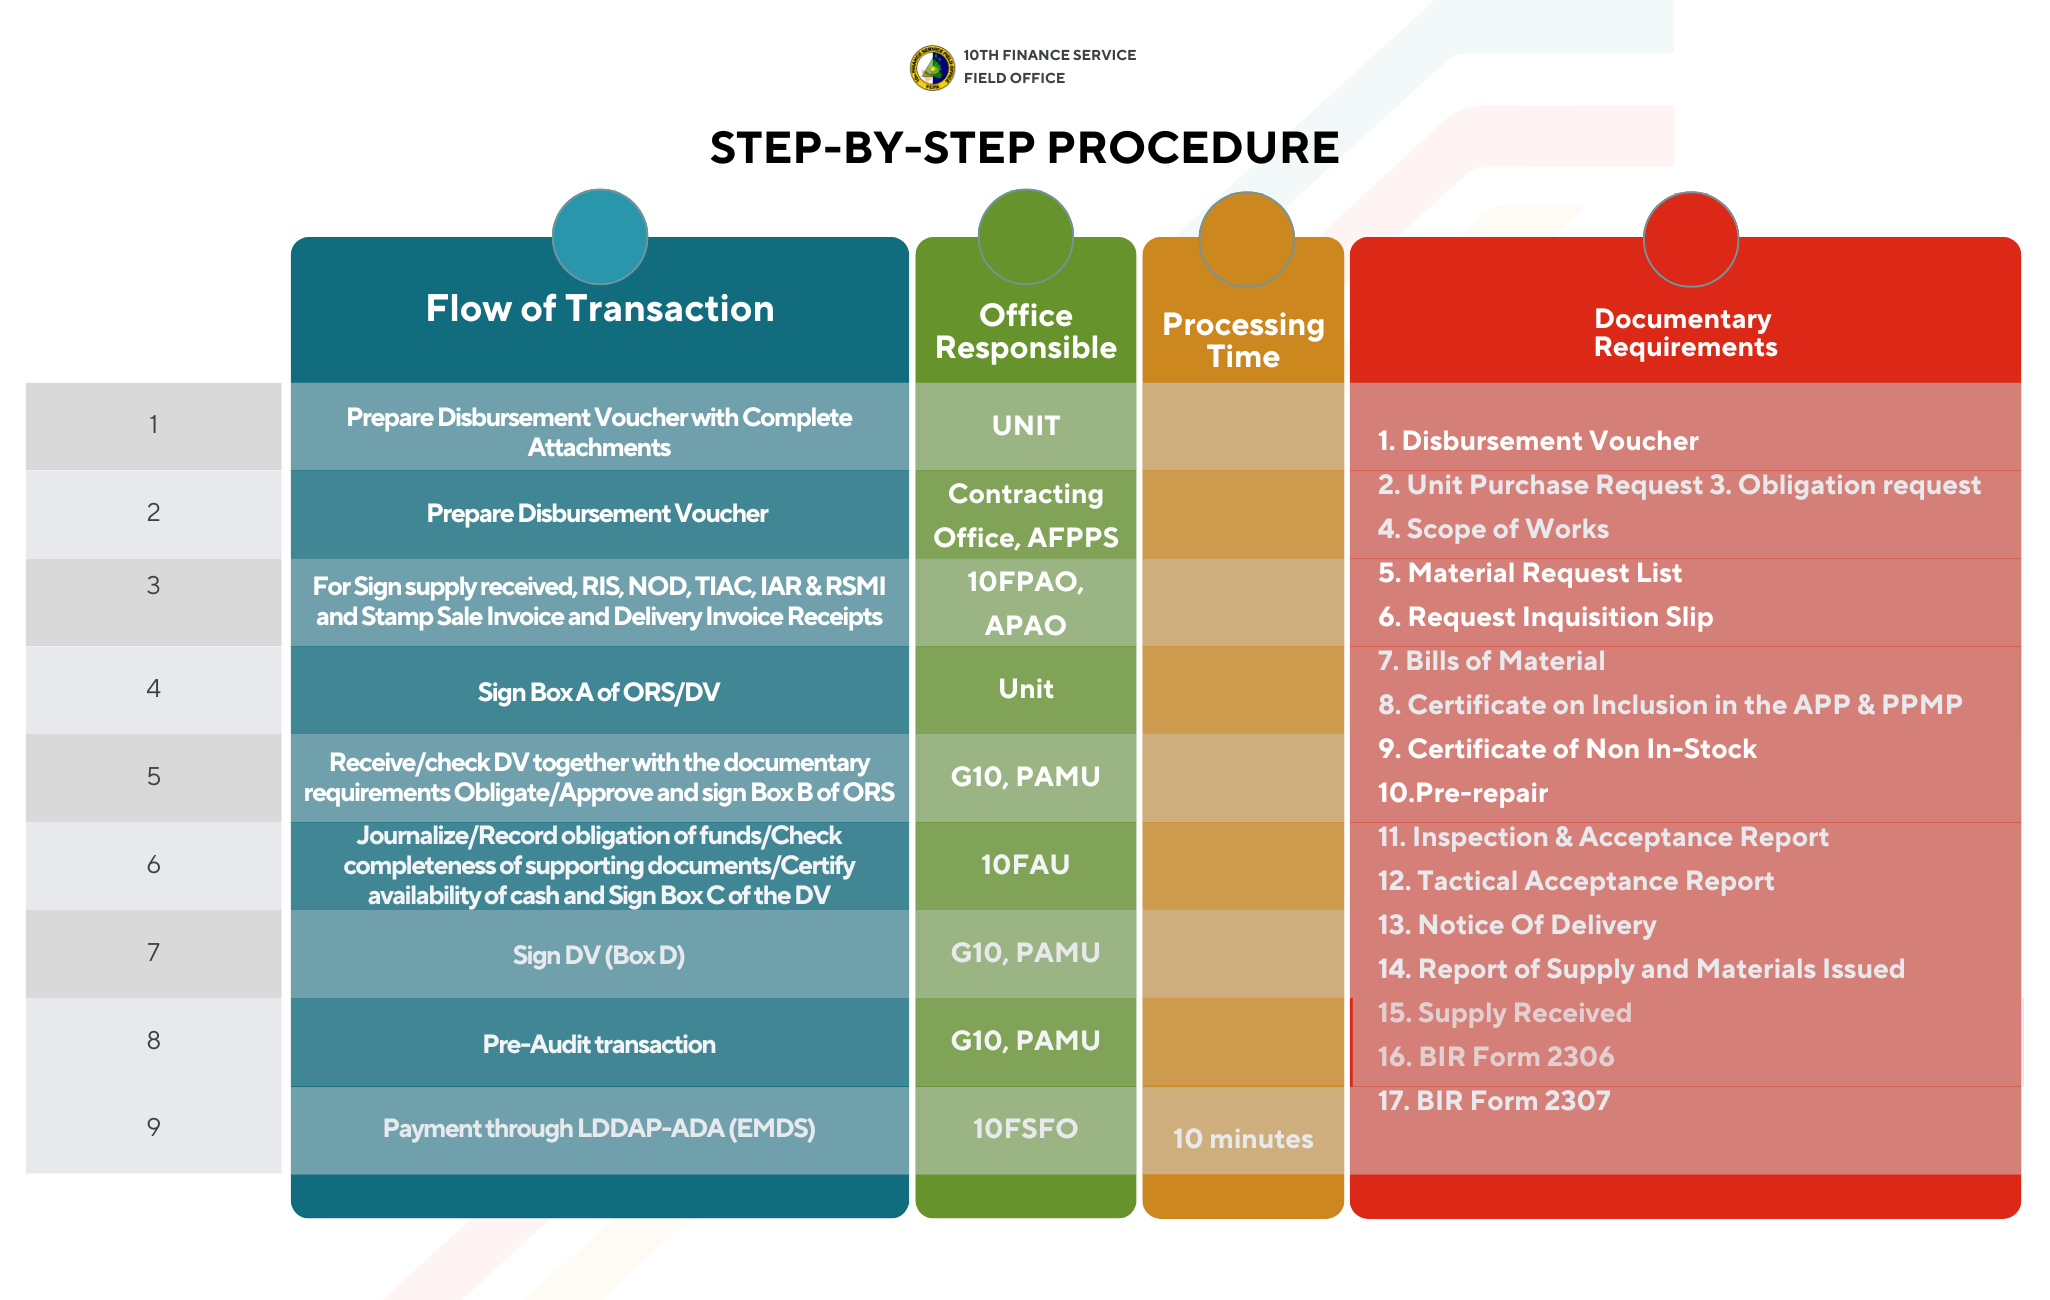 10TH FINANCE SERVICE
FIELD OFFICE
STEP-BY-STEP PROCEDURE
Flow of Transaction
Office
Responsible
Processing
Time
Documentary
Requirements
1
Prepare Disbursement Voucher with Complete
Attachments
UNIT
2
Prepare Disbursement Voucher
Contracting
Office, AFPPS
3
For Sign supply received, RIS, NOD, TIAC, IAR & RSMI
and Stamp Sale Invoice and Delivery Invoice Receipts
10FPAO,
APAO
4
Sign Box A of ORS/DV
Unit
5
Receive/check DV together with the documentary
requirements Obligate/Approve and sign Box B of ORS
G10, PAMU
6
Journalize/Record obligation of funds/Check
completeness of supporting documents/Certify
availability of cash and Sign Box C of the DV
10FAU
7
Sign DV (Box D)
G10, PAMU
8
Pre-Audit transaction
G10, PAMU
9
Payment through LDDAP-ADA (EMDS)
10FSFO
10 minutes
1. Disbursement Voucher
2. Unit Purchase Request 3. Obligation request
4. Scope of Works
5. Material Request List
6. Request Inquisition Slip
7. Bills of Material
8. Certificate on Inclusion in the APP & PPMP
9. Certificate of Non In-Stock
10.Pre-repair
11. Inspection & Acceptance Report
12. Tactical Acceptance Report
13. Notice Of Delivery
14. Report of Supply and Materials Issued
15. Supply Received
16. BIR Form 2306
17. BIR Form 2307